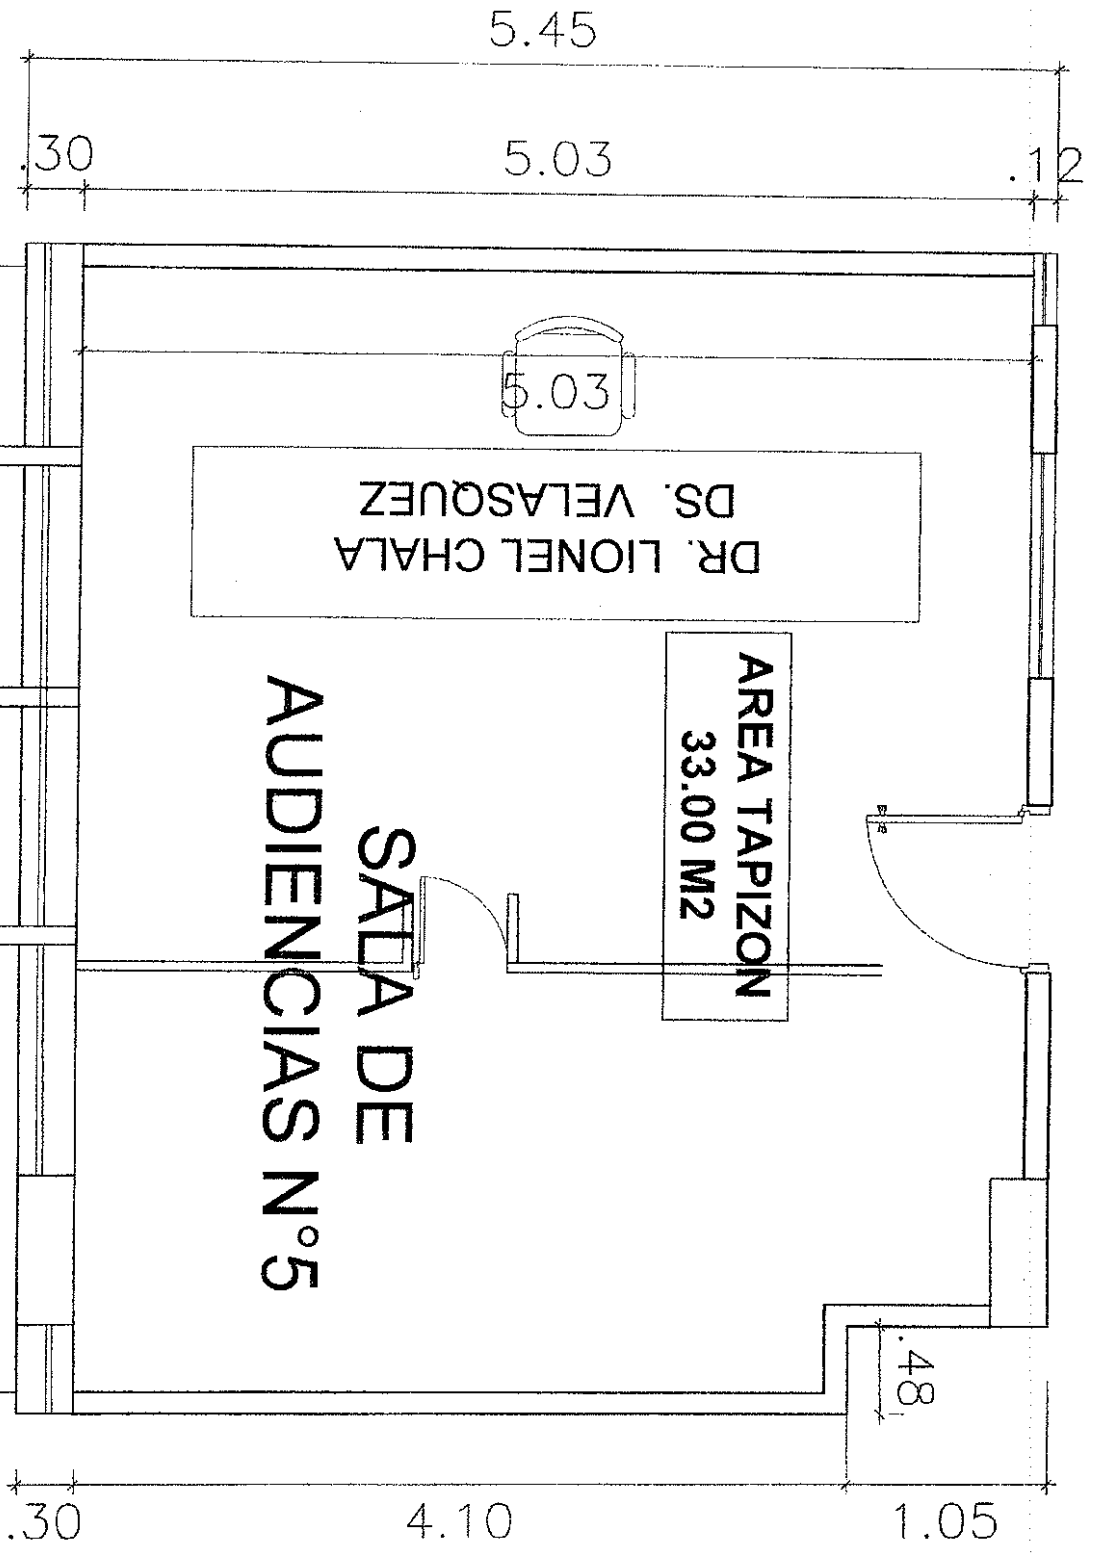 5.45
.30
5.03
.12
5.03
DR. LIONEL CHALA
DS. VELASQUEZ
AREA TAPIZON
33.00 M2
SALA DE
AUDIENCIAS N°5
.48
.30
4.10
1.05